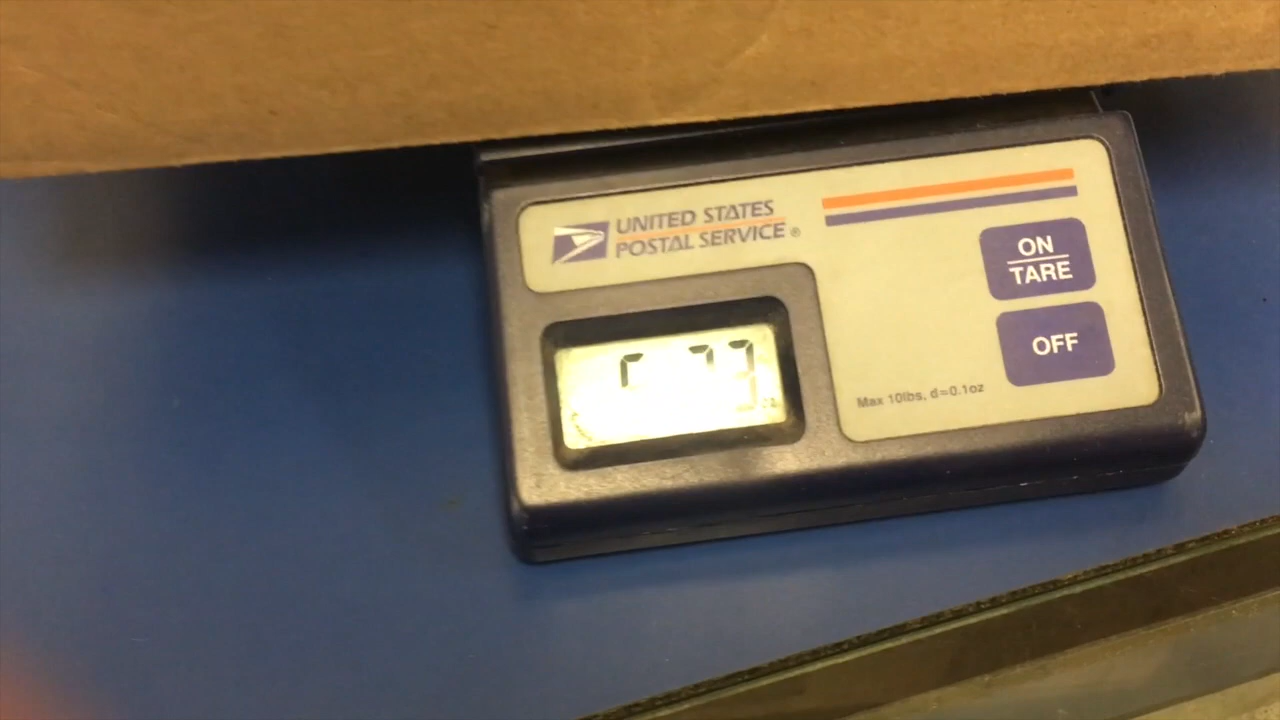 UNITED STATES
POSTAL SERVICE®
ON
TARE
OFF
Max 10lbs, d=0.1oz